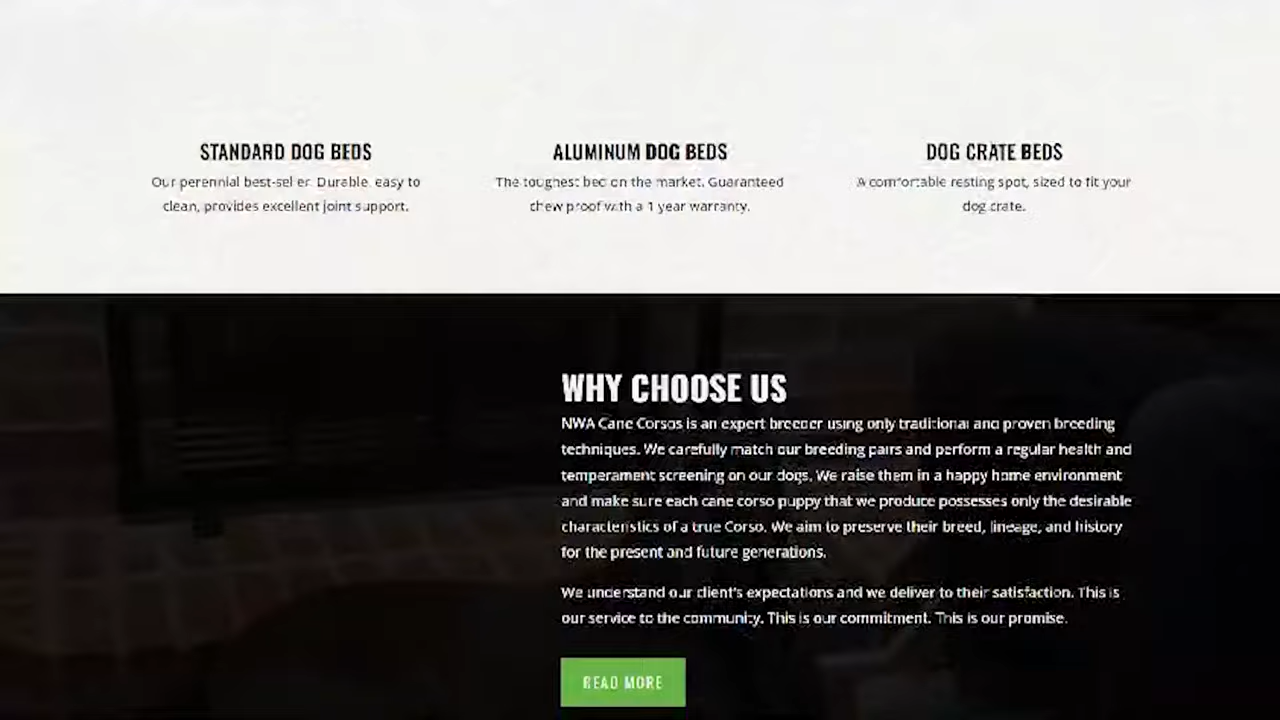 STANDARD DOG BEDS
Our perennial best-seller. Durable, easy to
clean, provides excellent joint support.
ALUMINUM DOG BEDS
The toughest bed on the market. Guaranteed
chew proof with a 1 year warranty.
DOG CRATE BEDS
A comfortable resting spot, sized to fit your
dog crate.
WHY CHOOSE US
NWA Cane Corsos is an expert breeder using only traditional and proven breeding
techniques. We carefully match our breeding pairs and perform a regular health and
temperament screening on our dogs. We raise them in a happy home environment
and make sure each cane corso puppy that we produce possesses only the desirable
characteristics of a true Corso. We aim to preserve their breed, lineage, and history
for the present and future generations.
We understand our client's expectations and we deliver to their satisfaction. This is
our service to the community. This is our commitment. This is our promise.
READ MORE